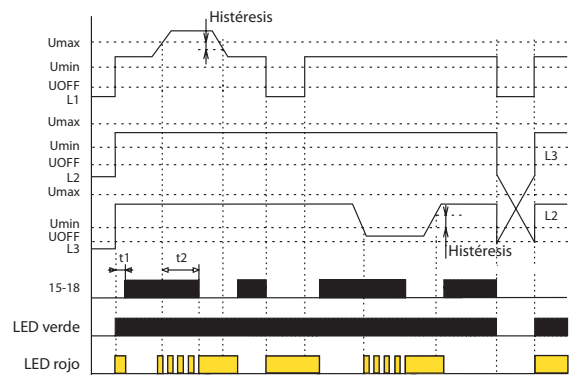 Histéresis
Umax
Umin
UOFF
L1
Umax
Umin
UOFF
L2
L3
Umax
Umin
UOFF
L3
L2
Histéresis
t1
t2
15-18
LED verde
LED rojo